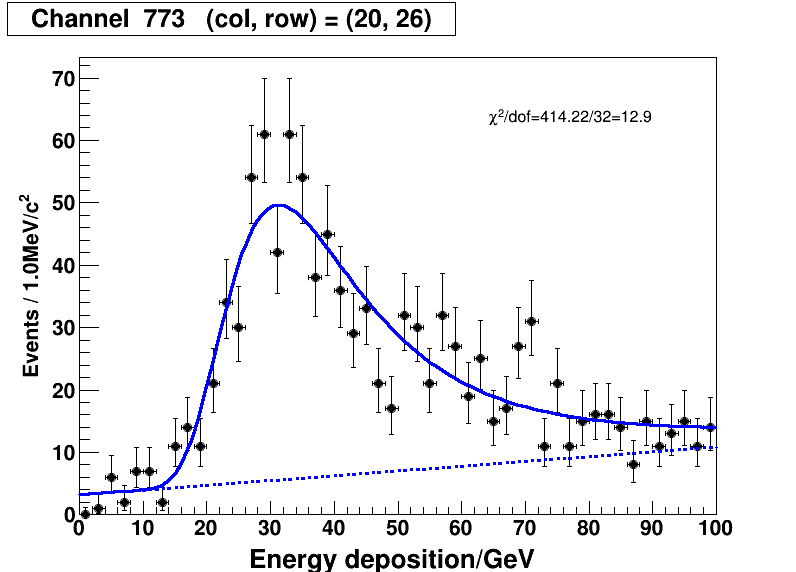 Channel 773 (col, row) = (20, 26)
χ²/dof=414.22/32=12.9
Events / 1.0MeV/c²
70
60
50
40
30
20
10
0
0 10 20 30 40 50 60 70 80 90 100
Energy deposition/GeV